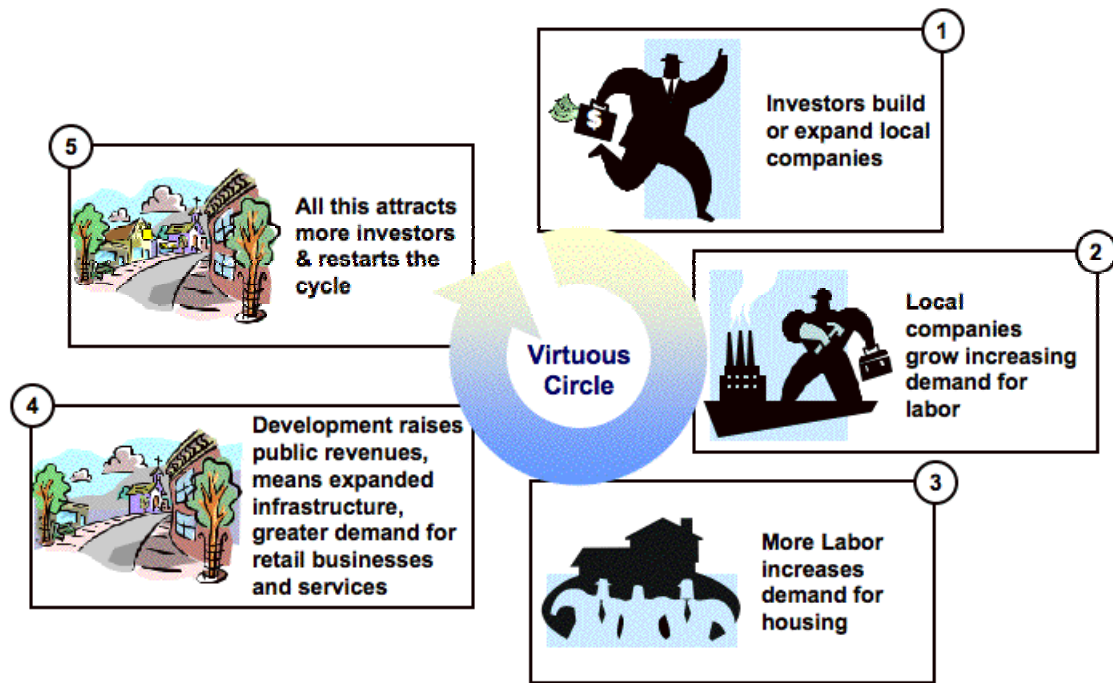 1
Investors build
or expand local
companies
$
2
Local
companies
grow increasing
demand for
labor
3
More Labor
increases
demand for
housing
4
Development raises
public revenues,
means expanded
infrastructure,
greater demand for
retail businesses
and services
5
All this attracts
more investors
& restarts the
cycle
Virtuous
Circle